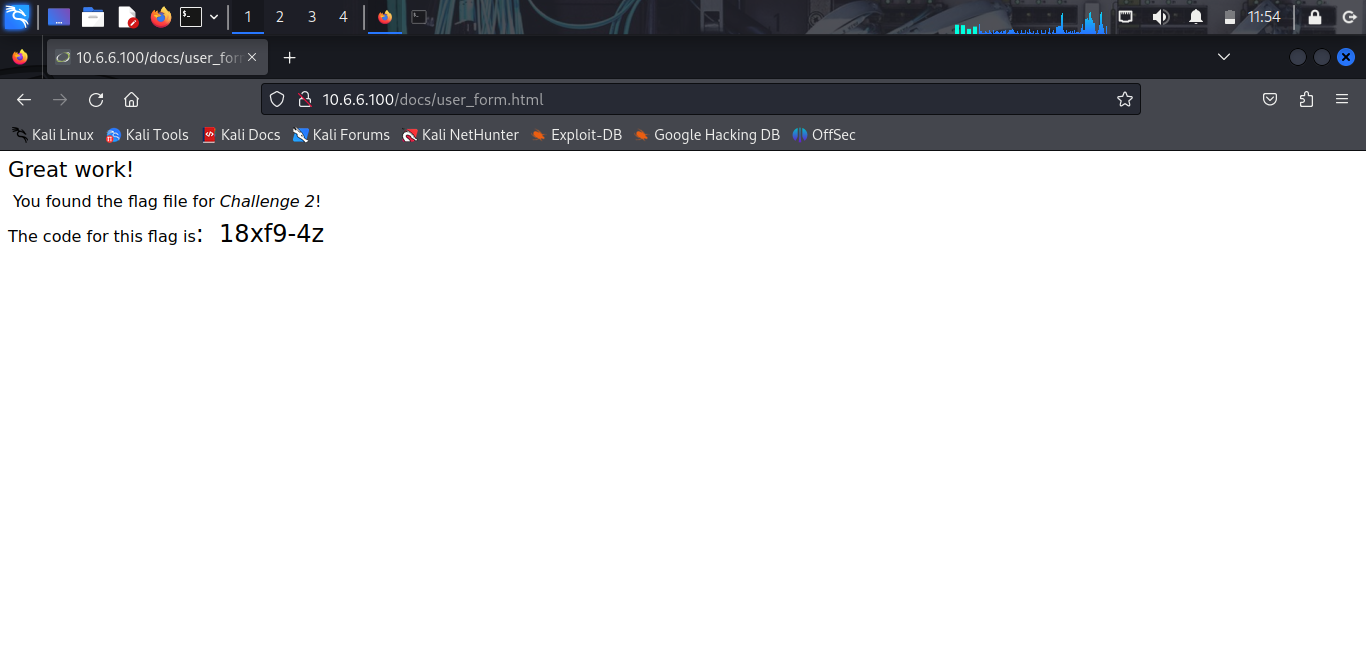 1 2 3 4 11:54
10.6.6.100/docs/user_for
10.6.6.100/docs/user_form.html
Kali Linux Kali Tools Kali Docs Kali Forums Kali NetHunter Exploit-DB Google Hacking DB OffSec
Great work!
You found the flag file for Challenge 2!
The code for this flag is: 18xf9-4z